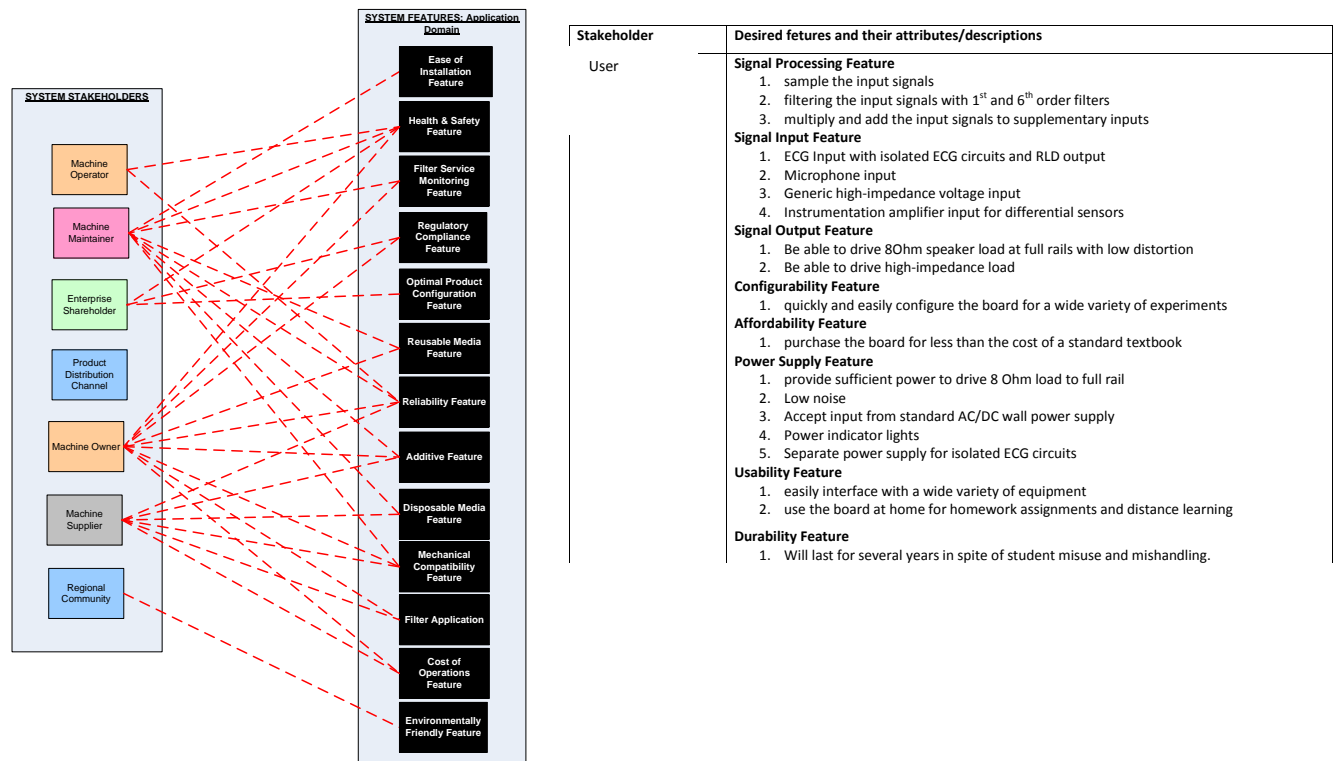 SYSTEM STAKEHOLDERS
Machine
Operator
Machine
Maintainer
Enterprise
Shareholder
Product
Distribution
Channel
Machine Owner
Machine
Supplier
Regional
Community
SYSTEM FEATURES: Application
Domain
Ease of
Installation
Feature
Health & Safety
Feature
Filter Service
Monitoring
Feature
Regulatory
Compliance
Feature
Optimal Product
Configuration
Feature
Reusable Media
Feature
Reliability Feature
Additive Feature
Disposable Media
Feature
Mechanical
Compatibility
Feature
Filter Application
Cost of
Operations
Feature
Environmentally
Friendly Feature
Stakeholder
Desired fetures and their attributes/descriptions
User
Signal Processing Feature
1. sample the input signals
2. filtering the input signals with 1st and 6th order filters
3. multiply and add the input signals to supplementary inputs
Signal Input Feature
1. ECG Input with isolated ECG circuits and RLD output
2. Microphone input
3. Generic high-impedance voltage input
4. Instrumentation amplifier input for differential sensors
Signal Output Feature
1. Be able to drive 8Ohm speaker load at full rails with low distortion
2. Be able to drive high-impedance load
Configurability Feature
1. quickly and easily configure the board for a wide variety of experiments
Affordability Feature
1. purchase the board for less than the cost of a standard textbook
Power Supply Feature
1. provide sufficient power to drive 8 Ohm load to full rail
2. Low noise
3. Accept input from standard AC/DC wall power supply
4. Power indicator lights
5. Separate power supply for isolated ECG circuits
Usability Feature
1. easily interface with a wide variety of equipment
2. use the board at home for homework assignments and distance learning
Durability Feature
1. Will last for several years in spite of student misuse and mishandling.